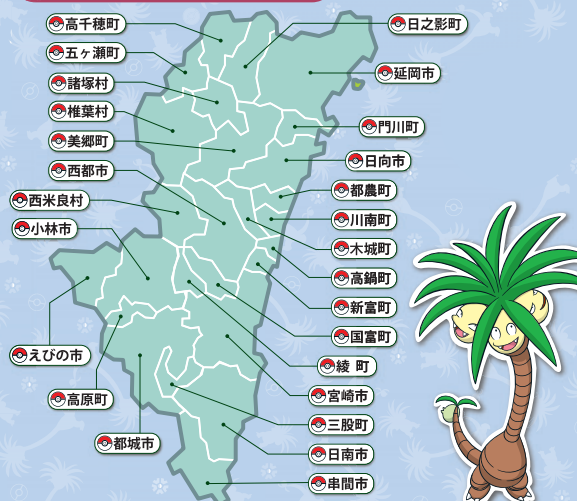 高千穂町
五ヶ瀬町
諸塚村
椎葉村
美郷町
西都市
西米良村
小林市
えびの市
高原町
都城市
日之影町
延岡市
門川町
日向市
都農町
川南町
木城町
高鍋町
新富町
国富町
綾 町
宮崎市
三股町
日南市
串間市